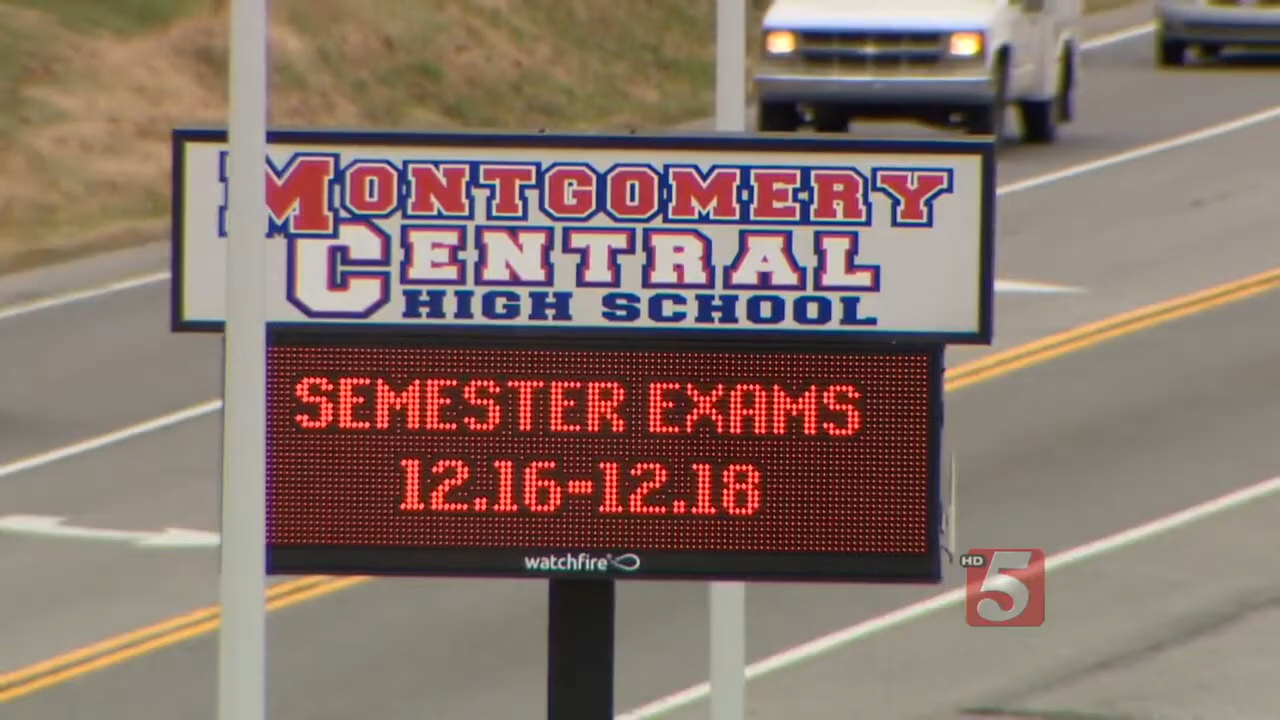 MONTGOMERY
CENTRAL
HIGH SCHOOL
SEMESTER EXAMS
12.16-12.18
watchfire
HD 5